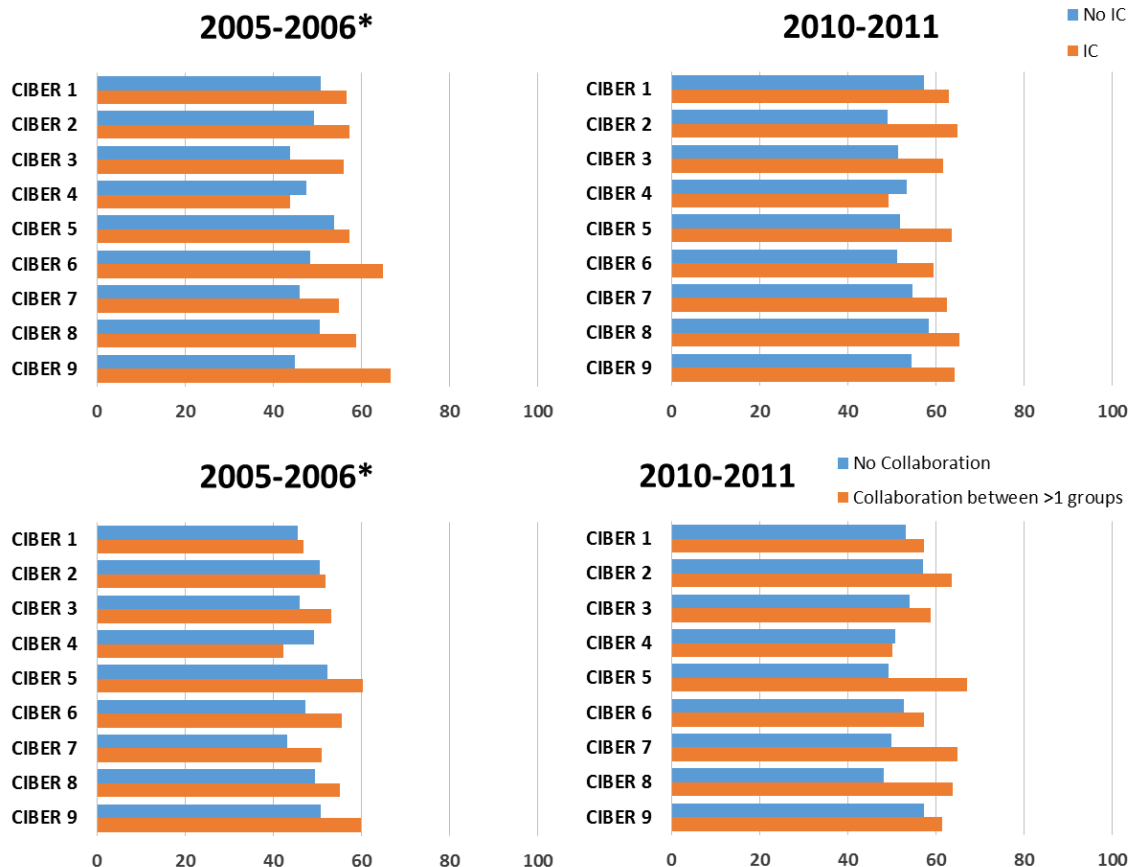 2005-2006*
CIBER 1
CIBER 2
CIBER 3
CIBER 4
CIBER 5
CIBER 6
CIBER 7
CIBER 8
CIBER 9
0 20 40 60 80 100
2010-2011
No IC
IC
CIBER 1
CIBER 2
CIBER 3
CIBER 4
CIBER 5
CIBER 6
CIBER 7
CIBER 8
CIBER 9
0 20 40 60 80 100
2005-2006*
CIBER 1
CIBER 2
CIBER 3
CIBER 4
CIBER 5
CIBER 6
CIBER 7
CIBER 8
CIBER 9
0 20 40 60 80 100
2010-2011
No Collaboration
Collaboration between >1 groups
CIBER 1
CIBER 2
CIBER 3
CIBER 4
CIBER 5
CIBER 6
CIBER 7
CIBER 8
CIBER 9
0 20 40 60 80 100